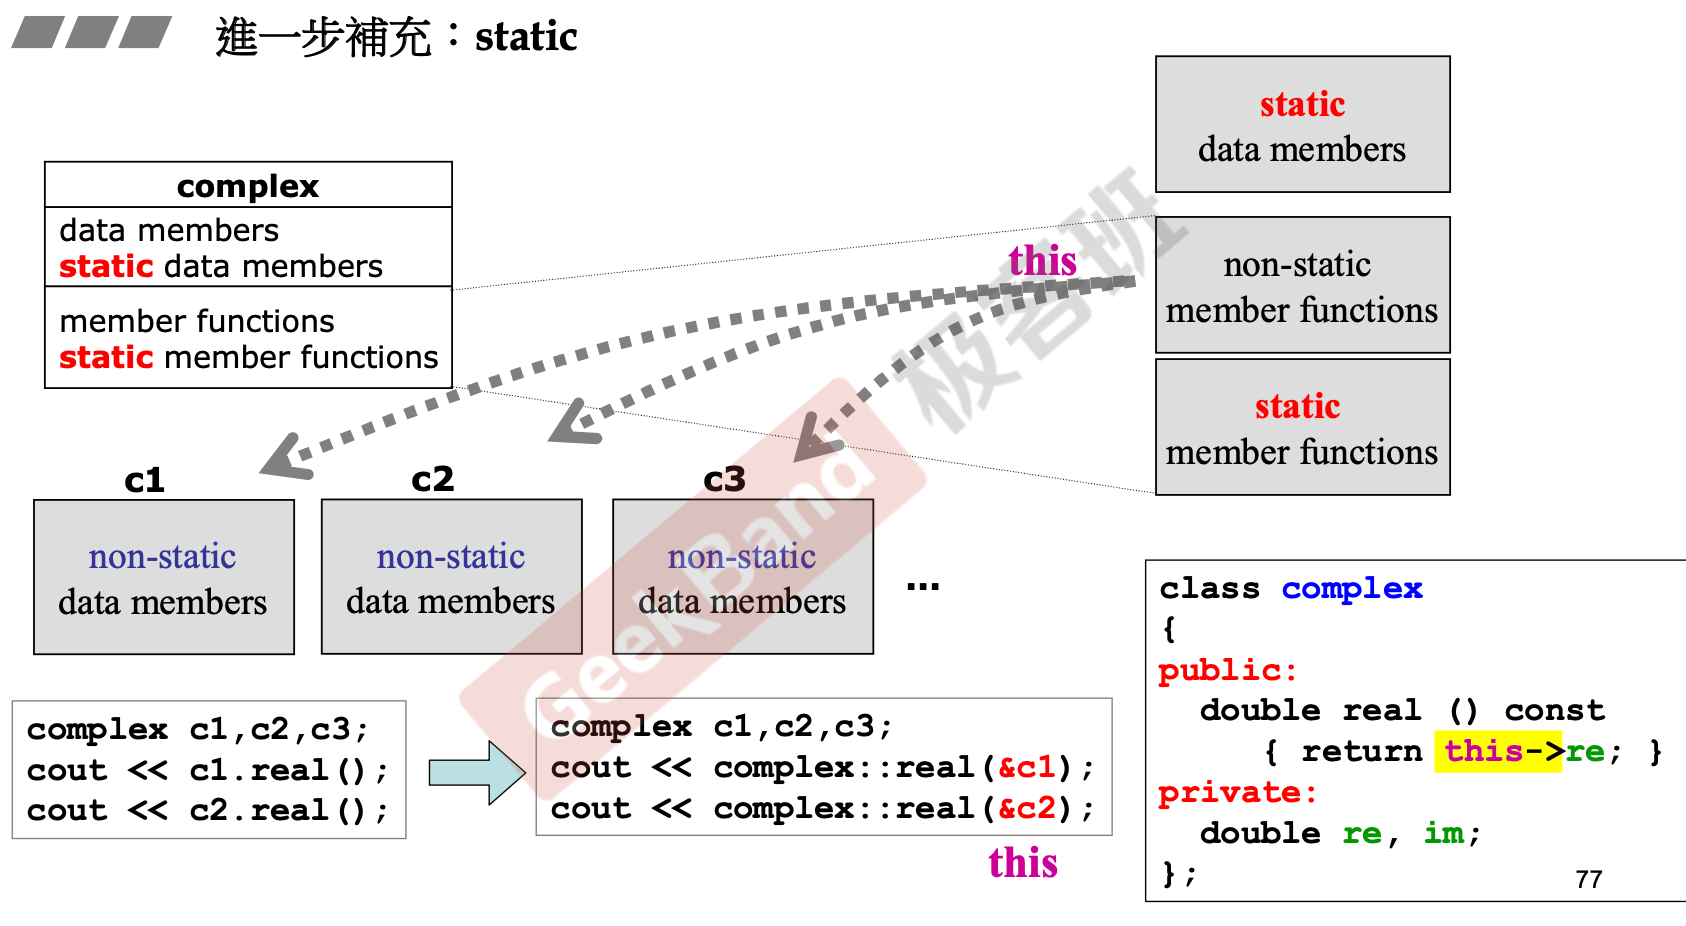 進一步補充：static
static
data members
complex
data members
static data members
member functions
static member functions
this
non-static
member functions
static
member functions
c1
c2
c3
non-static
data members
non-static
data members
non-static
data members
...
complex c1,c2,c3;
cout << c1.real();
cout << c2.real();
complex c1,c2,c3;
cout << complex::real(&c1);
cout << complex::real(&c2);
this
class complex
{
public:
double real () const
{ return this->re; }
private:
double re, im;
};
77
GeekBand 极客班